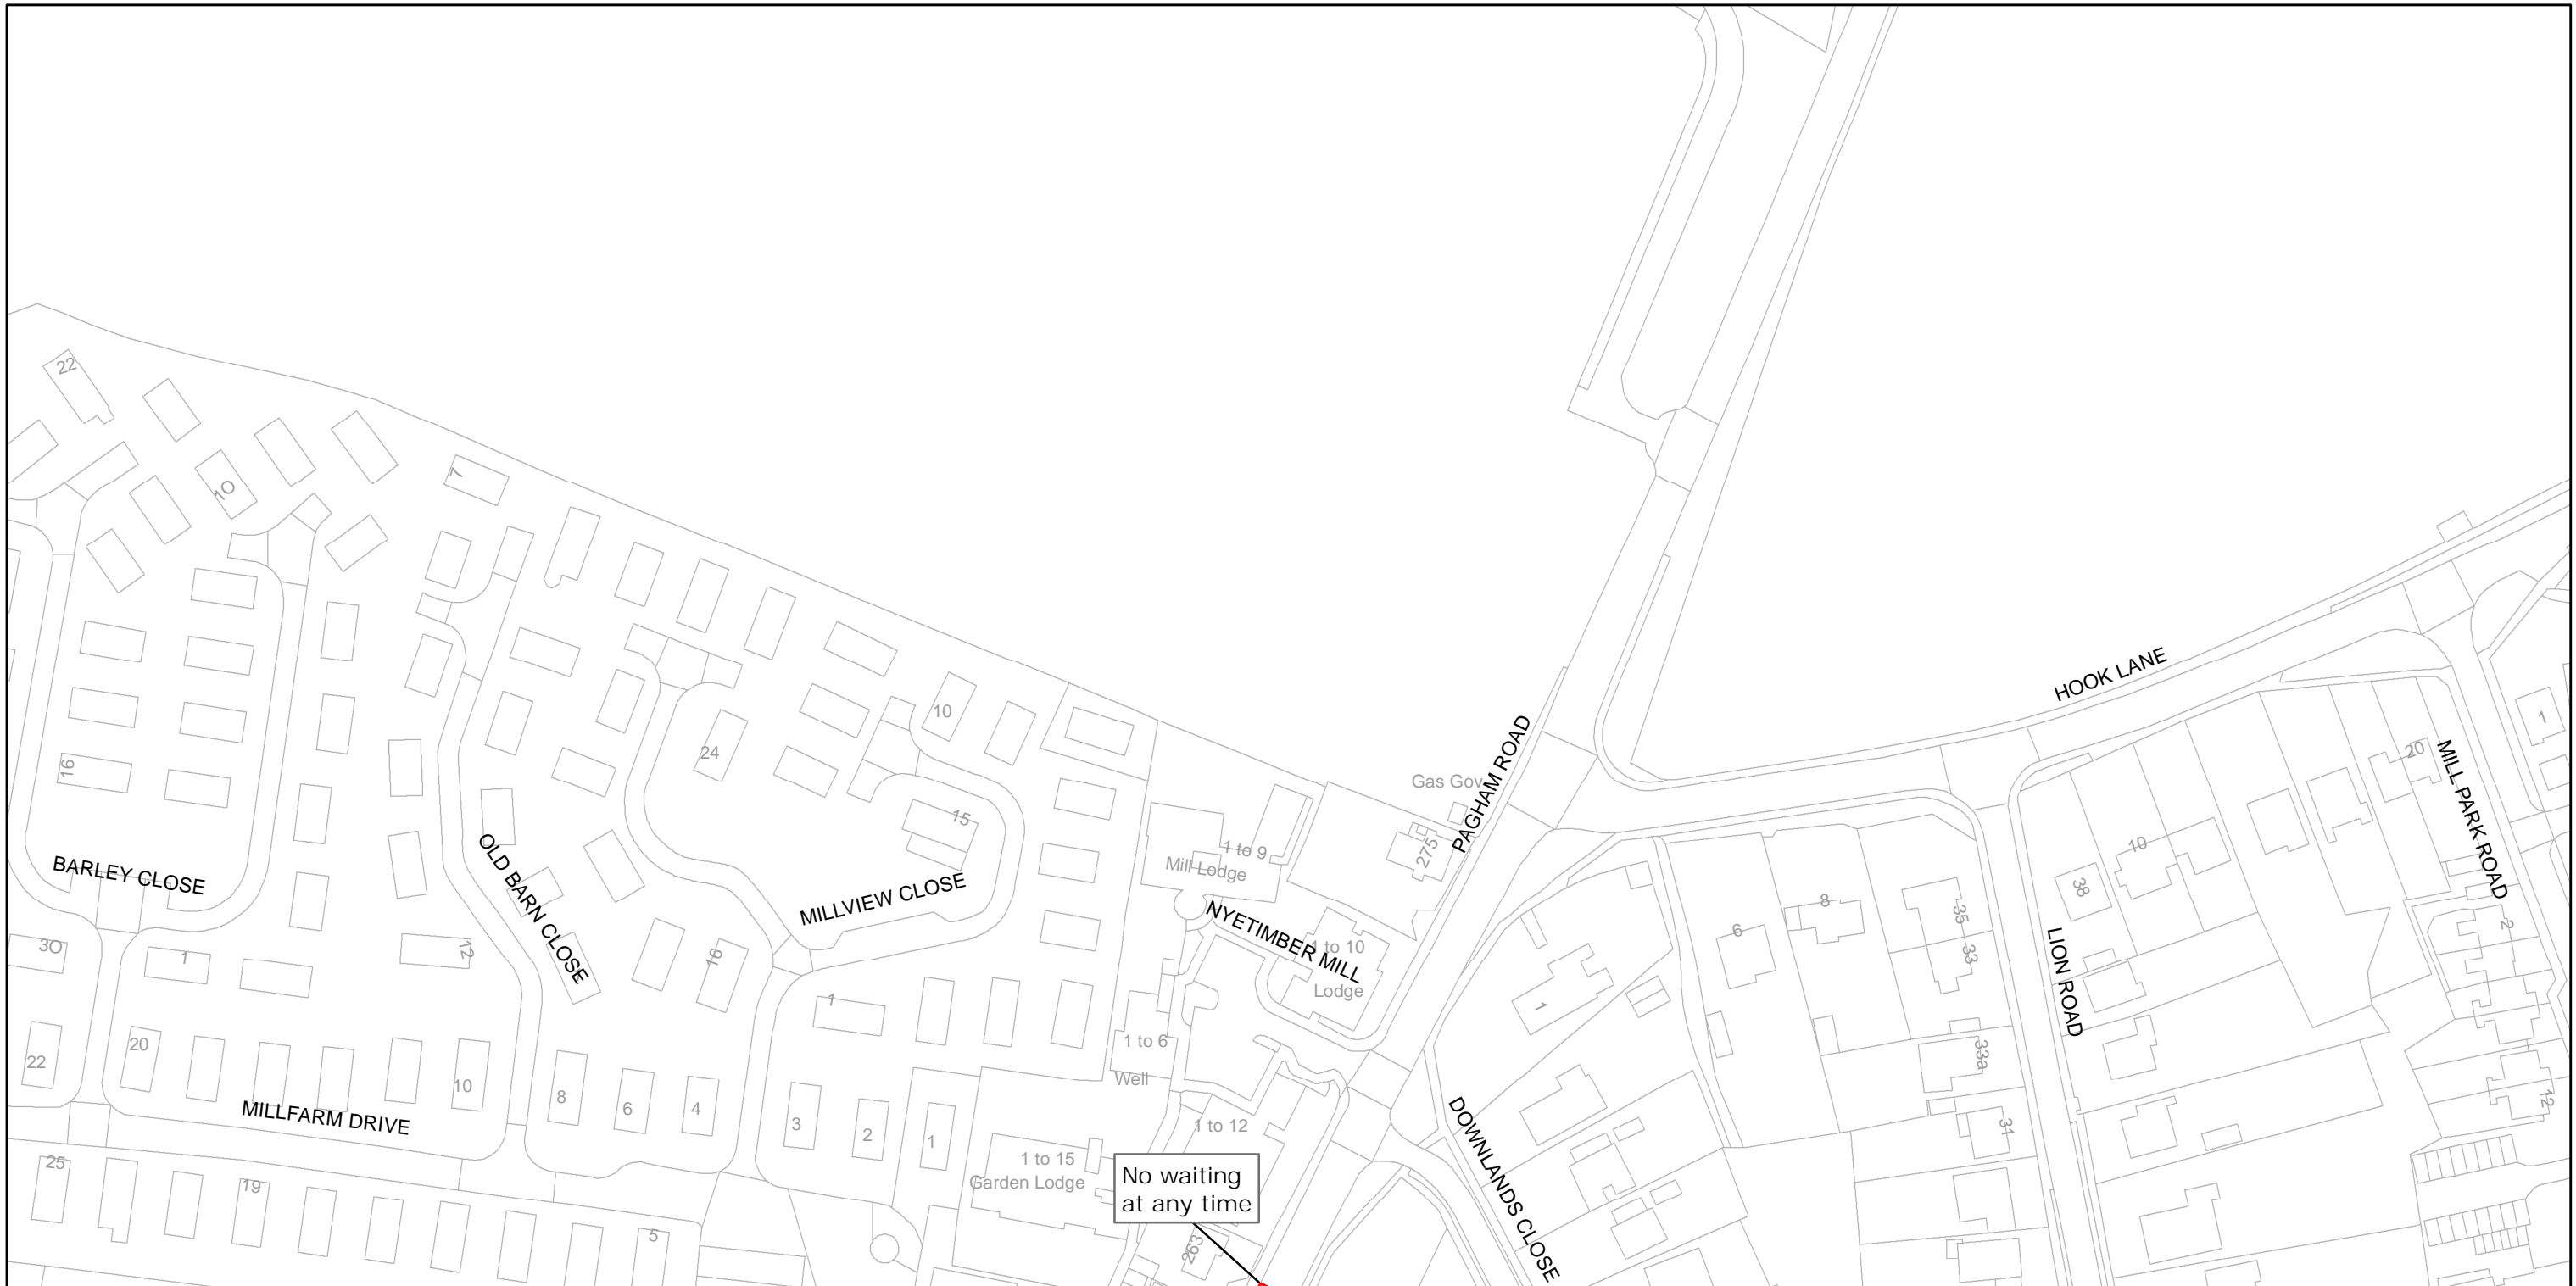 22
10
7
10
24
HOOK LANE
1
20
16
15
Gas Gov
PAGHAM ROAD
MILL PARK ROAD
BARLEY CLOSE
OLD BARN CLOSE
MILLVIEW CLOSE
1 to 9
Mill Lodge
275
NYETIMBER MILL
1 to 10
Lodge
10
38
8
6
35
33
2
LION ROAD
30
1
12
16
1
1
22
20
10
8
6
4
3
2
1
1 to 6
Well
33a
31
12
MILLFARM DRIVE
1 to 12
DOWNLANDS CLOSE
25
19
5
1 to 15
Garden Lodge
No waiting
at any time
263